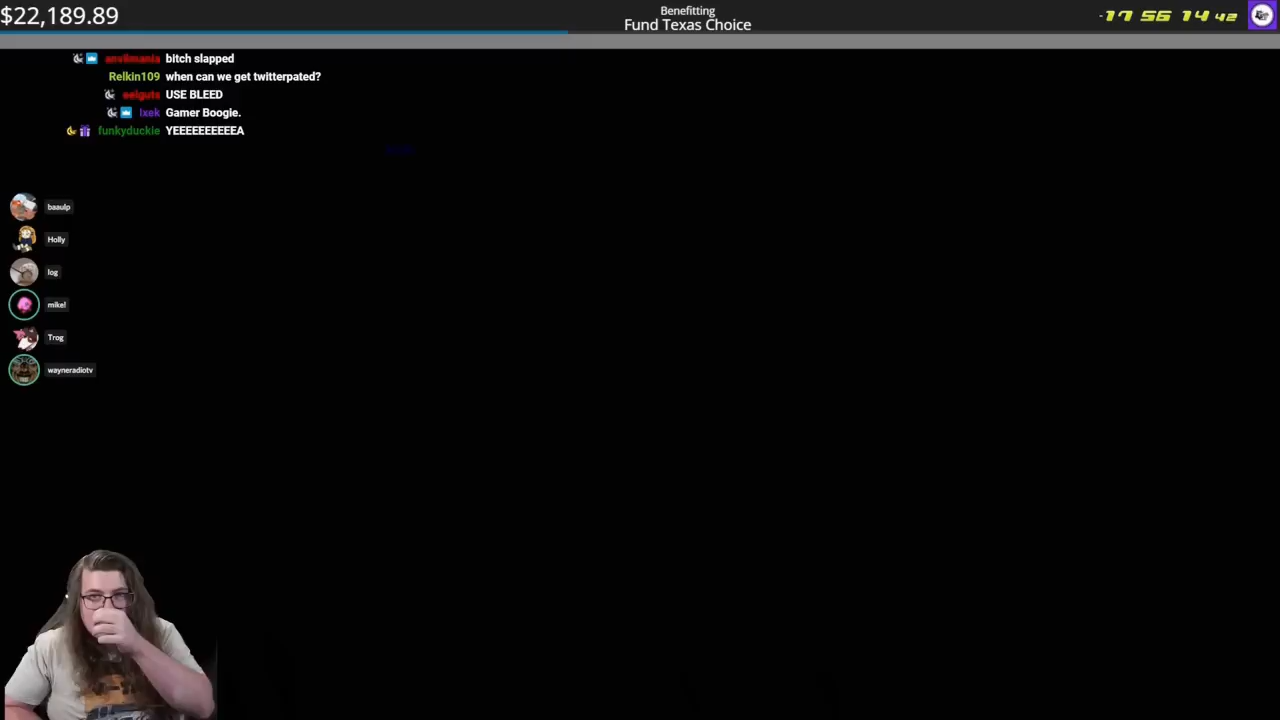 $22,189.89
Benefitting
Fund Texas Choice
-17 56 14 42
anvilmania bitch slapped
Relkin109 when can we get twitterpated?
eelguts USE BLEED
lxek Gamer Boogie.
funkyduckie YEEEEEEEEEEA
baaulp
Holly
log
mikel
Trog
wayneradiotv